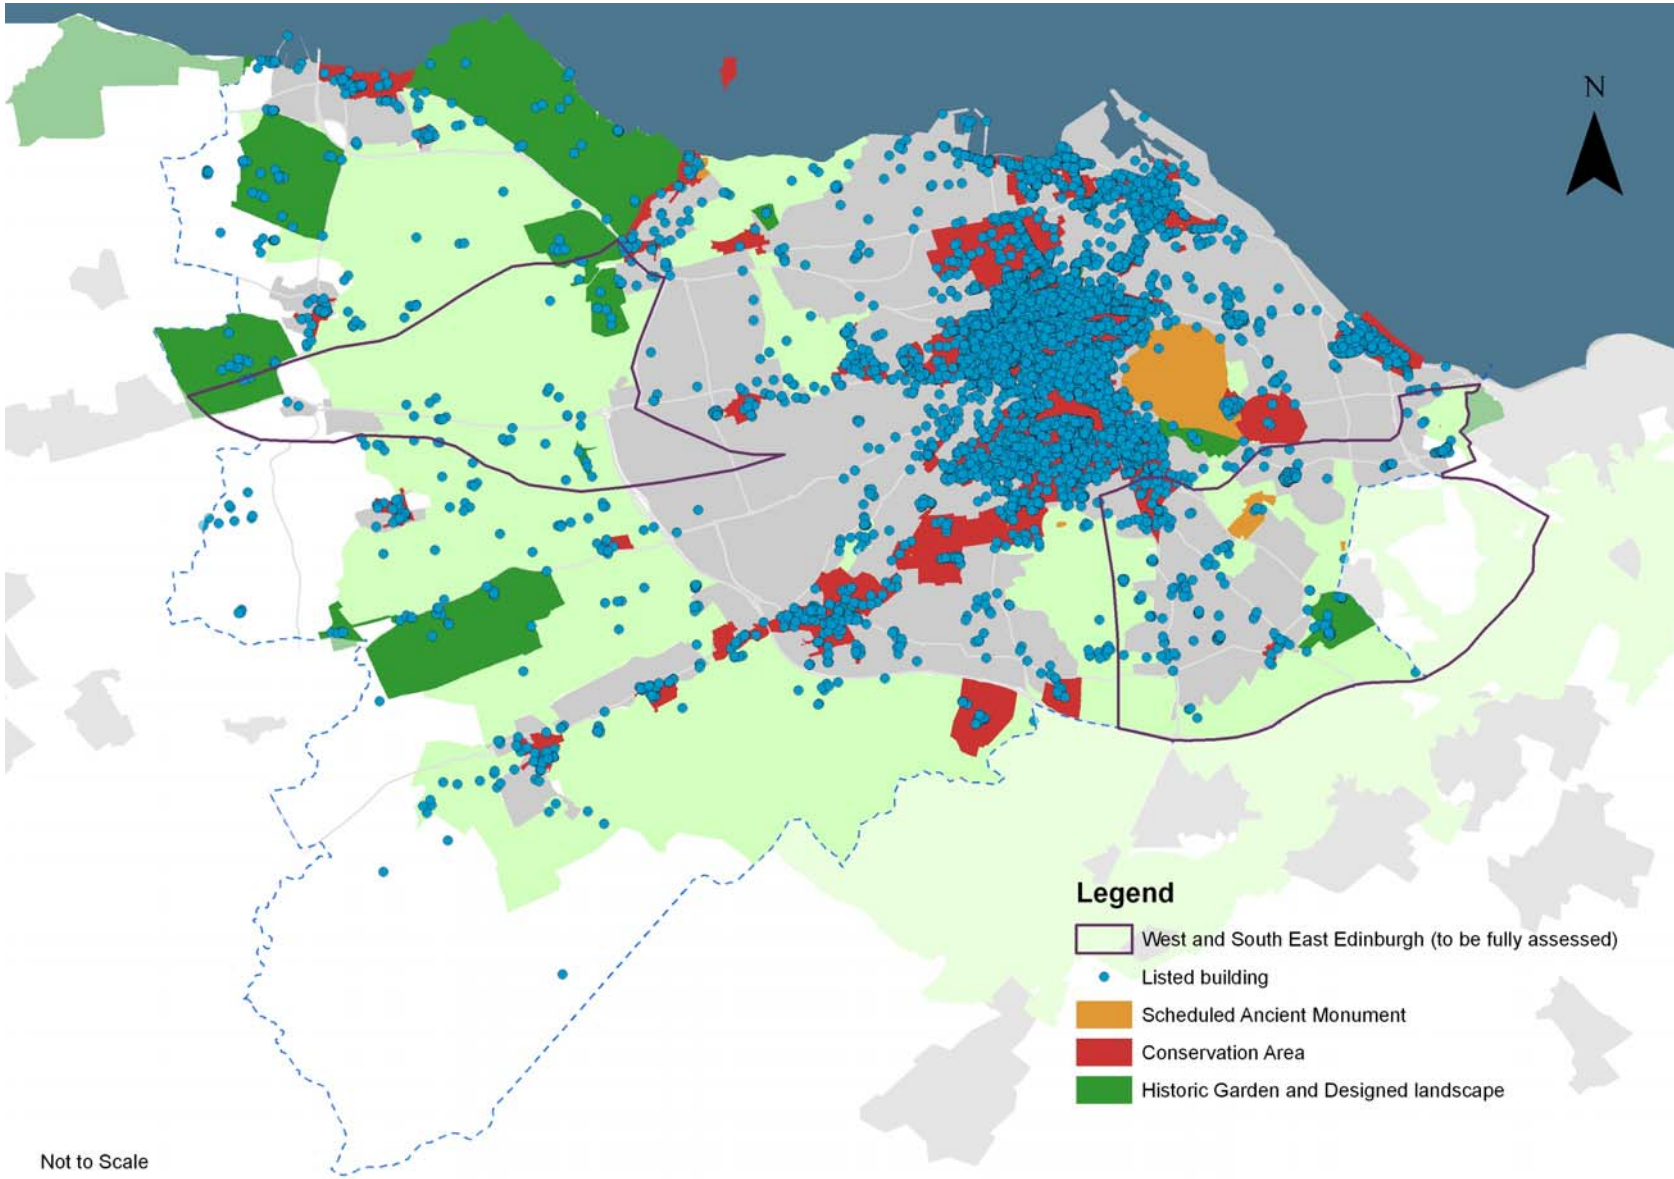 N
Legend
West and South East Edinburgh (to be fully assessed)
Listed building
Scheduled Ancient Monument
Conservation Area
Historic Garden and Designed landscape
Not to Scale